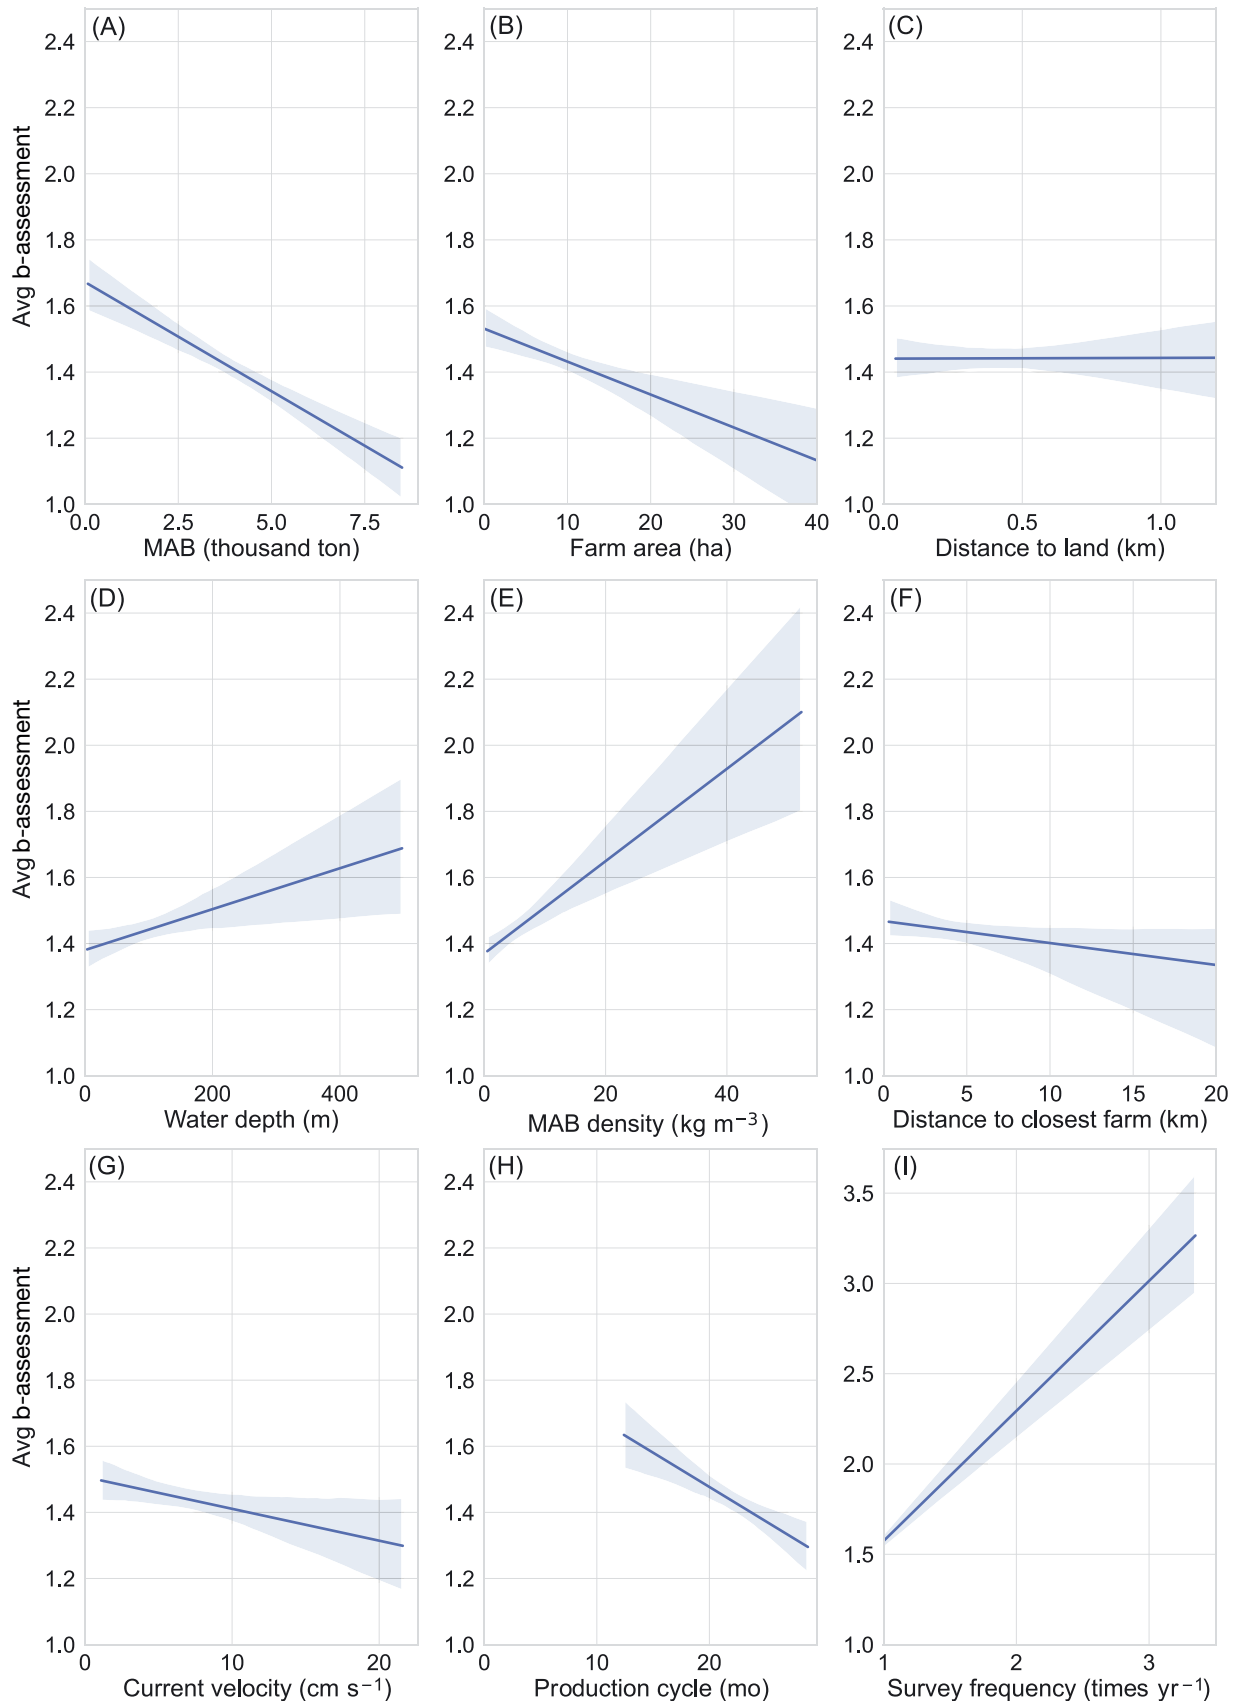 (A)
(B)
(C)
2.4 2.4 2.4
2.2 2.2 2.2
2.0 2.0 2.0
1.8 1.8 1.8
1.6 1.6 1.6
1.4 1.4 1.4
1.2 1.2 1.2
1.0 1.0 1.0
Avg b-assessment
0.0 2.5 5.0 7.5
0 10 20 30 40
0.0 0.5 1.0
MAB (thousand ton)
Farm area (ha)
Distance to land (km)
(D)
(E)
(F)
2.4 2.4 2.4
2.2 2.2 2.2
2.0 2.0 2.0
1.8 1.8 1.8
1.6 1.6 1.6
1.4 1.4 1.4
1.2 1.2 1.2
1.0 1.0 1.0
Avg b-assessment
0 200 400
0 20 40
0 5 10 15 20
Water depth (m)
MAB density (kg m⁻³)
Distance to closest farm (km)
(G)
(H)
(I)
2.4 2.4 3.5
2.2 2.2 3.0
2.0 2.0 2.5
1.8 1.8 2.0
1.6 1.6 1.5
1.4 1.4 1.0
1.2 1.2
1.0 1.0
Avg b-assessment
0 10 20
0 10 20
1 2 3
Current velocity (cm s⁻¹)
Production cycle (mo)
Survey frequency (times yr⁻¹)